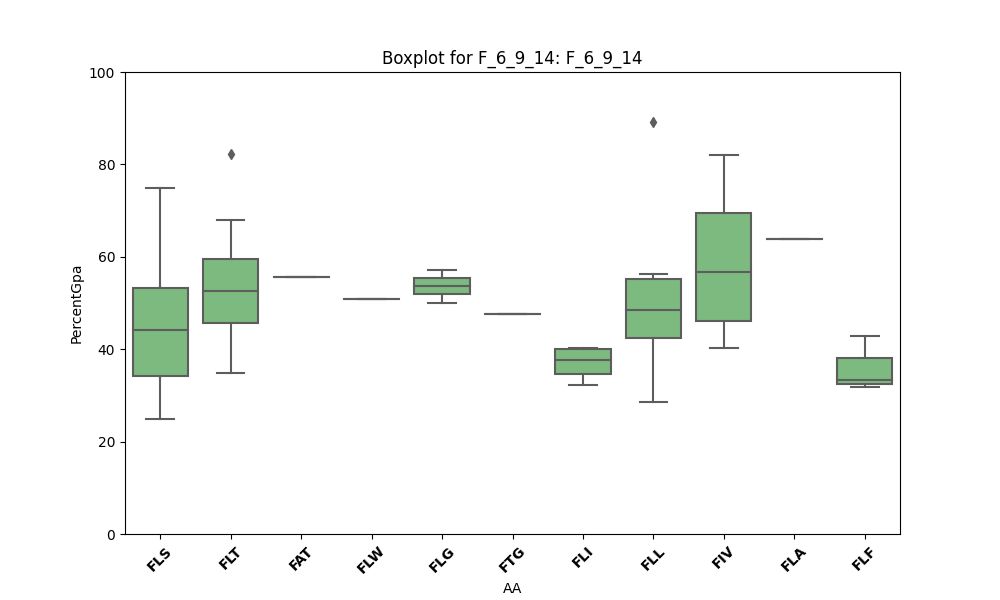 Boxplot for F_6_9_14: F_6_9_14
100
80
60
40
20
0
PercentGpa
FLS FLT FAT FLW FLG FTG FLI FLL FIV FLA FLF
AA